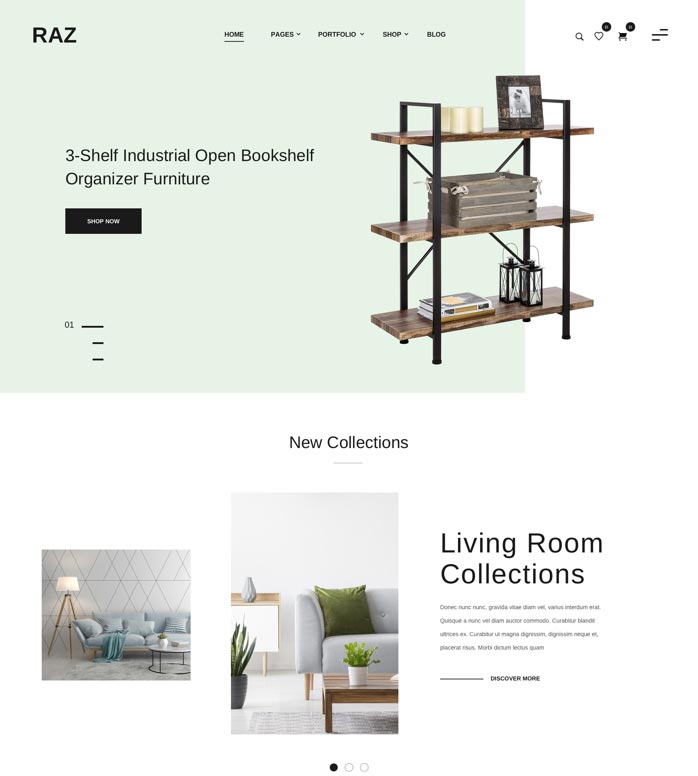 RAZ
HOME PAGES PORTFOLIO SHOP BLOG
3-Shelf Industrial Open Bookshelf
Organizer Furniture
SHOP NOW
01
New Collections
Living Room
Collections
Donec nunc nunc, gravida vitae diam vel, varius interdum erat.
Quisque a nunc vel diam auctor commodo. Curabitur blandit
ultrices ex. Curabitur ut magna dignissim, dignissim neque et,
placerat risus. Morbi dictum lectus quam
DISCOVER MORE